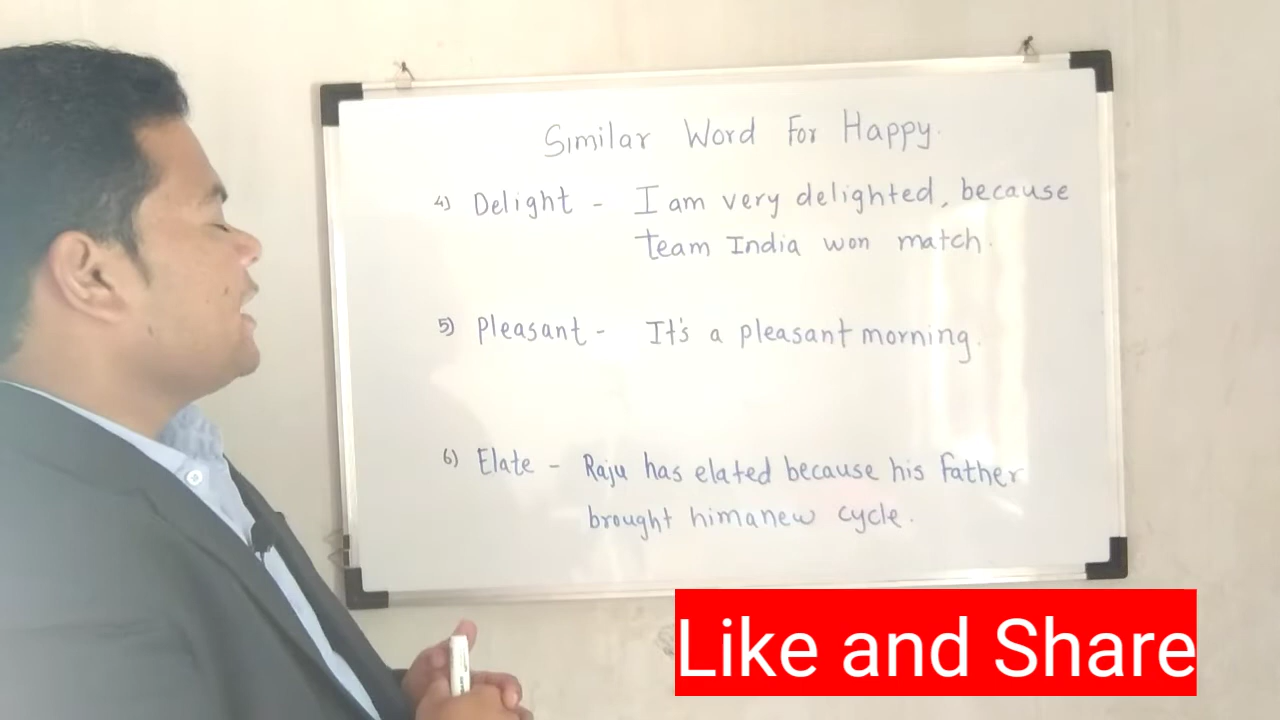 Similar Word For Happy.
4) Delight - I am very delighted, because
team India won match.
5) Pleasant - It's a pleasant morning.
6) Elate - Raju has elated because his father
brought him a new cycle.
Like and Share